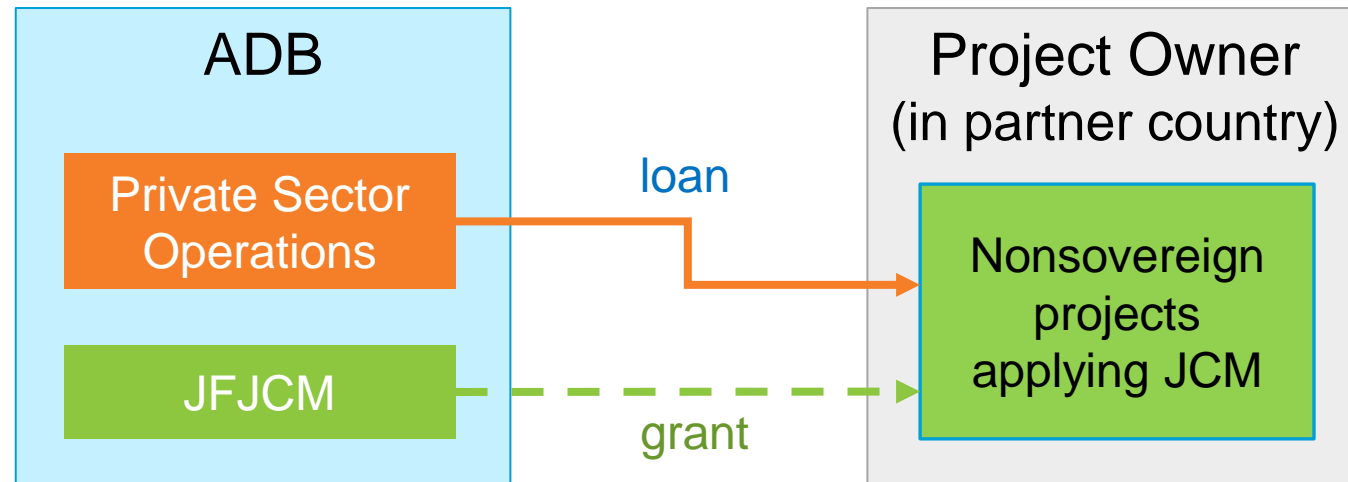 ADB
Private Sector
Operations
JFJCM
loan
grant
Project Owner
(in partner country)
Nonsovereign
projects
applying JCM